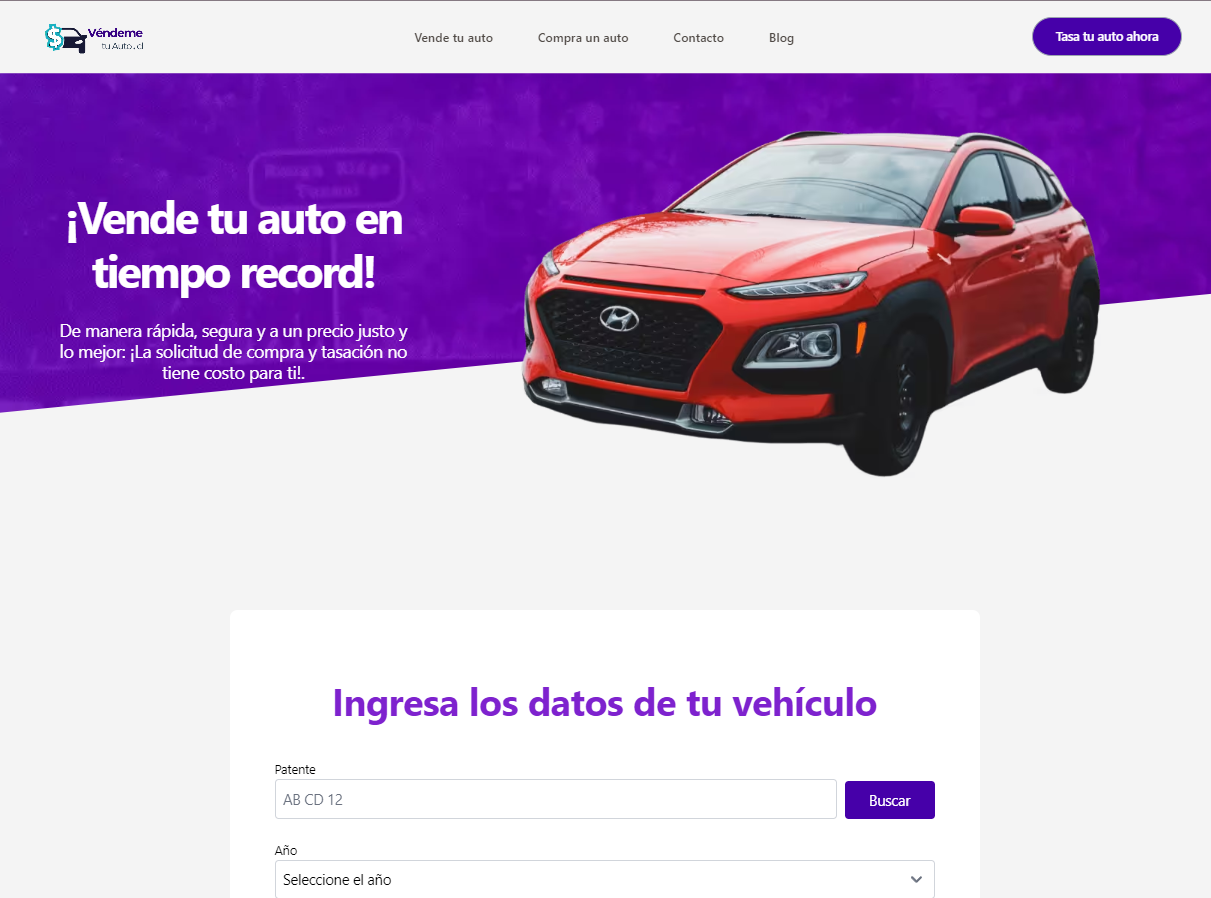 Véndeme
tu Auto.cl
Vende tu auto
Compra un auto
Contacto
Blog
Tasa tu auto ahora
¡Vende tu auto en
tiempo record!
De manera rápida, segura y a un precio justo y
lo mejor: ¡La solicitud de compra y tasación no
tiene costo para ti!.
Ingresa los datos de tu vehículo
Patente
AB CD 12
Buscar
Año
Seleccione el año